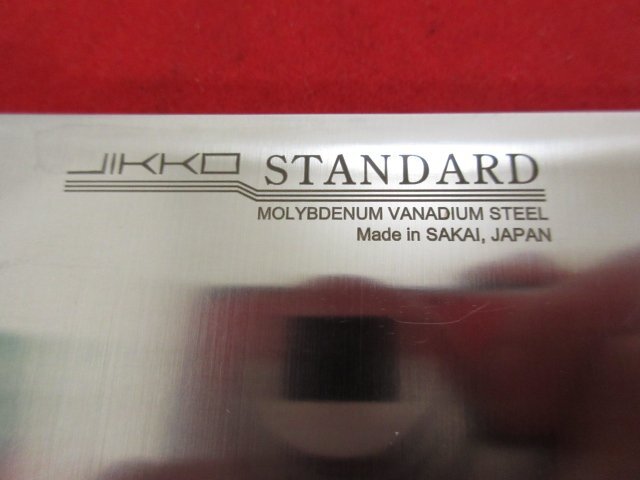 JIKKO STANDARD
MOLYBDENUM VANADIUM STEEL
Made in SAKAI, JAPAN